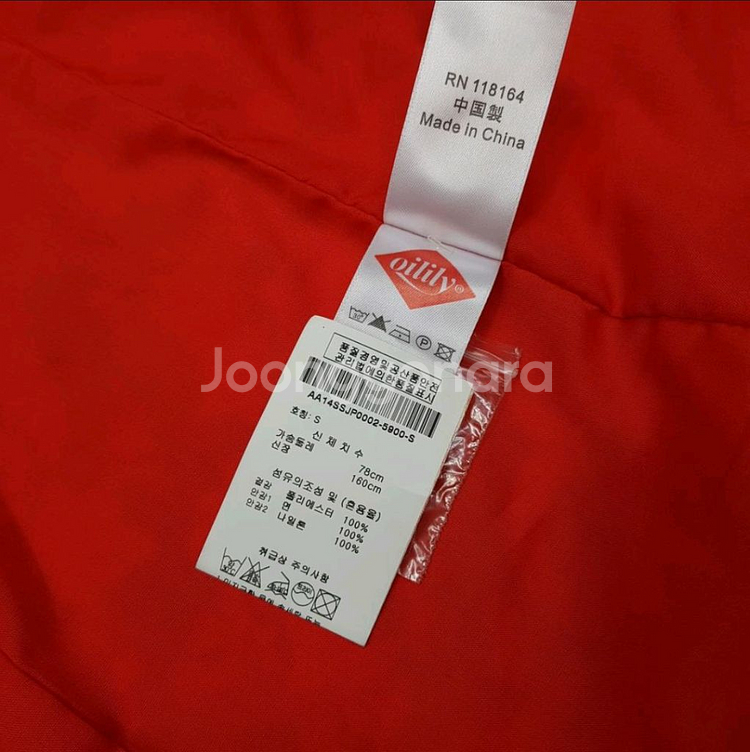 RN 118164
中国製
Made in China
oilily®
30°
P
Joongonara
품질경영및공산품안전
관리법에의한품질표시
AA14SSJP0002-5900-S
호칭: S
신 체 치 수
가슴둘레 78cm
신장 160cm
섬유의조성 및 (혼용율)
겉감 폴리에스터 100%
안감1 면 100%
안감2 나일론 100%
취급상 주의사항